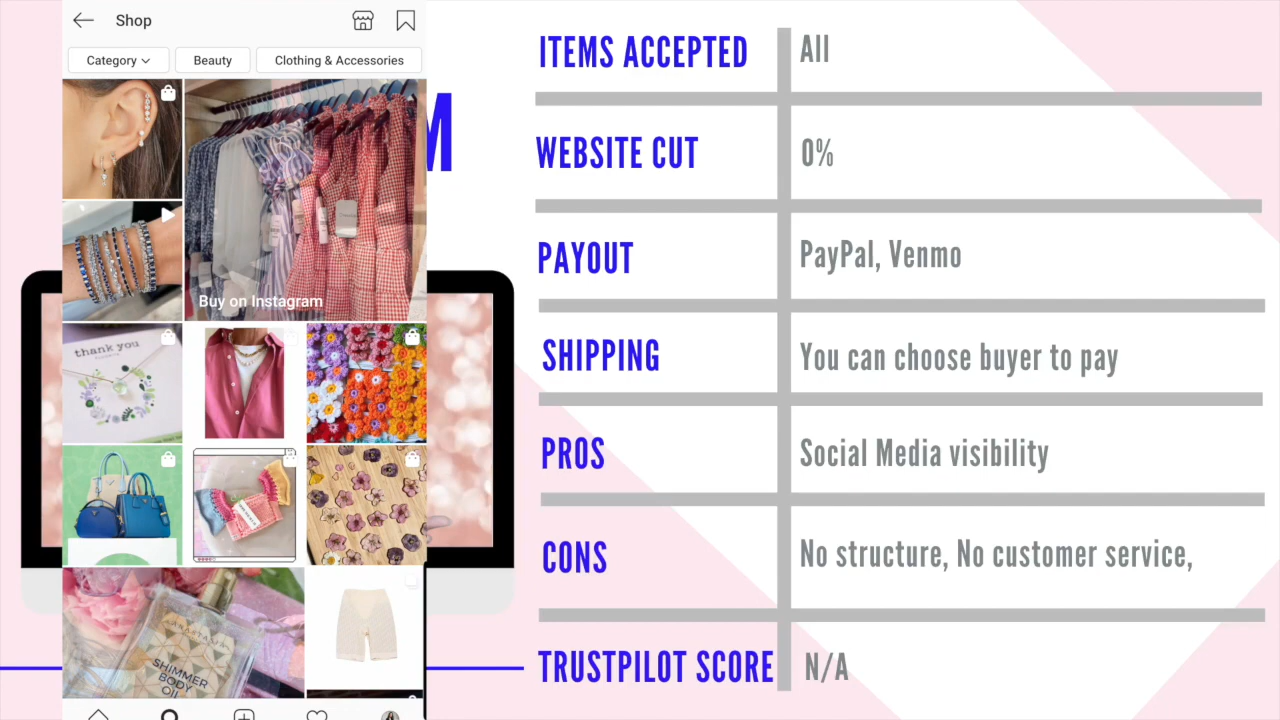 Shop
Category
Beauty
Clothing & Accessories
M
Buy on Instagram
thank you
SHIMMER
BODY
OIL
ITEMS ACCEPTED
All
WEBSITE CUT
0%
PAYOUT
PayPal, Venmo
SHIPPING
You can choose buyer to pay
PROS
Social Media visibility
CONS
No structure, No customer service,
TRUSTPILOT SCORE
N/A